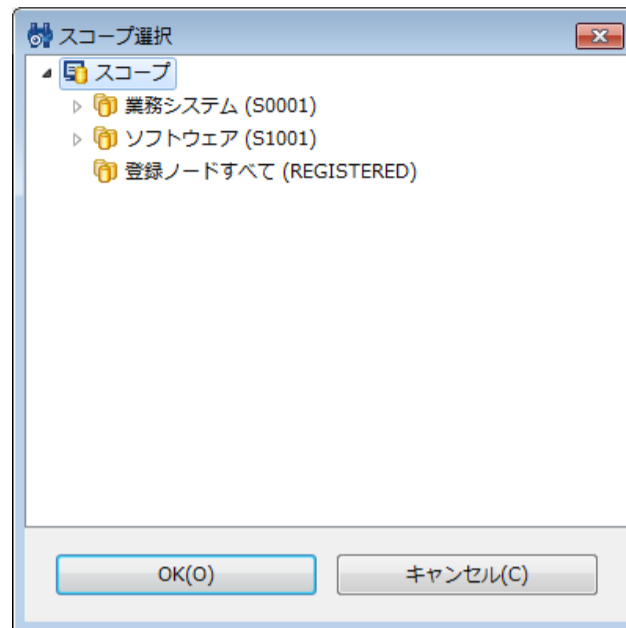 スコープ選択
スコープ
業務システム (S0001)
ソフトウェア (S1001)
登録ノードすべて (REGISTERED)
OK(O)
キャンセル(C)